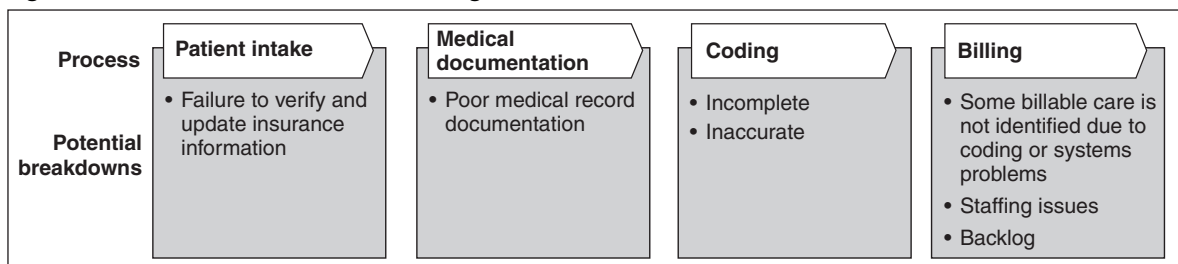 Process
Patient intake
Medical
documentation
Coding
Billing
Potential
breakdowns
• Failure to verify and
update insurance
information
• Poor medical record
documentation
• Incomplete
• Inaccurate
• Some billable care is
not identified due to
coding or systems
problems
• Staffing issues
• Backlog